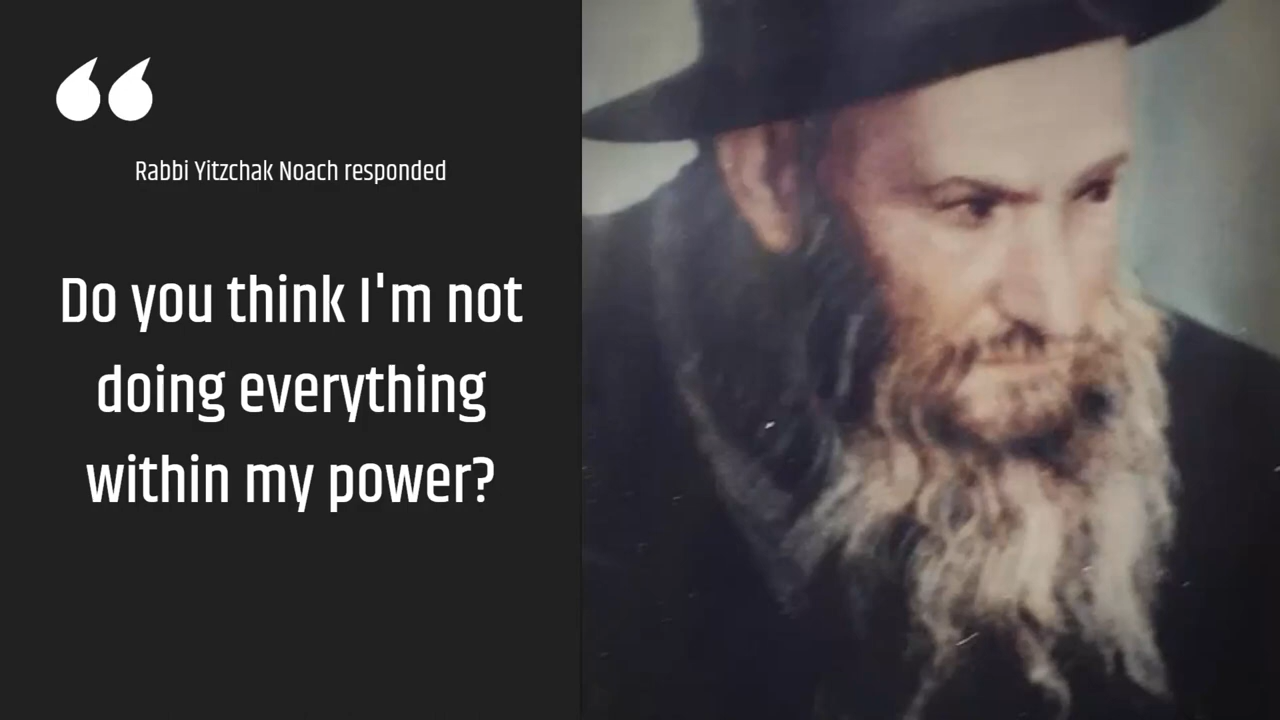 “
Rabbi Yitzchak Noach responded
Do you think I'm not
doing everything
within my power?